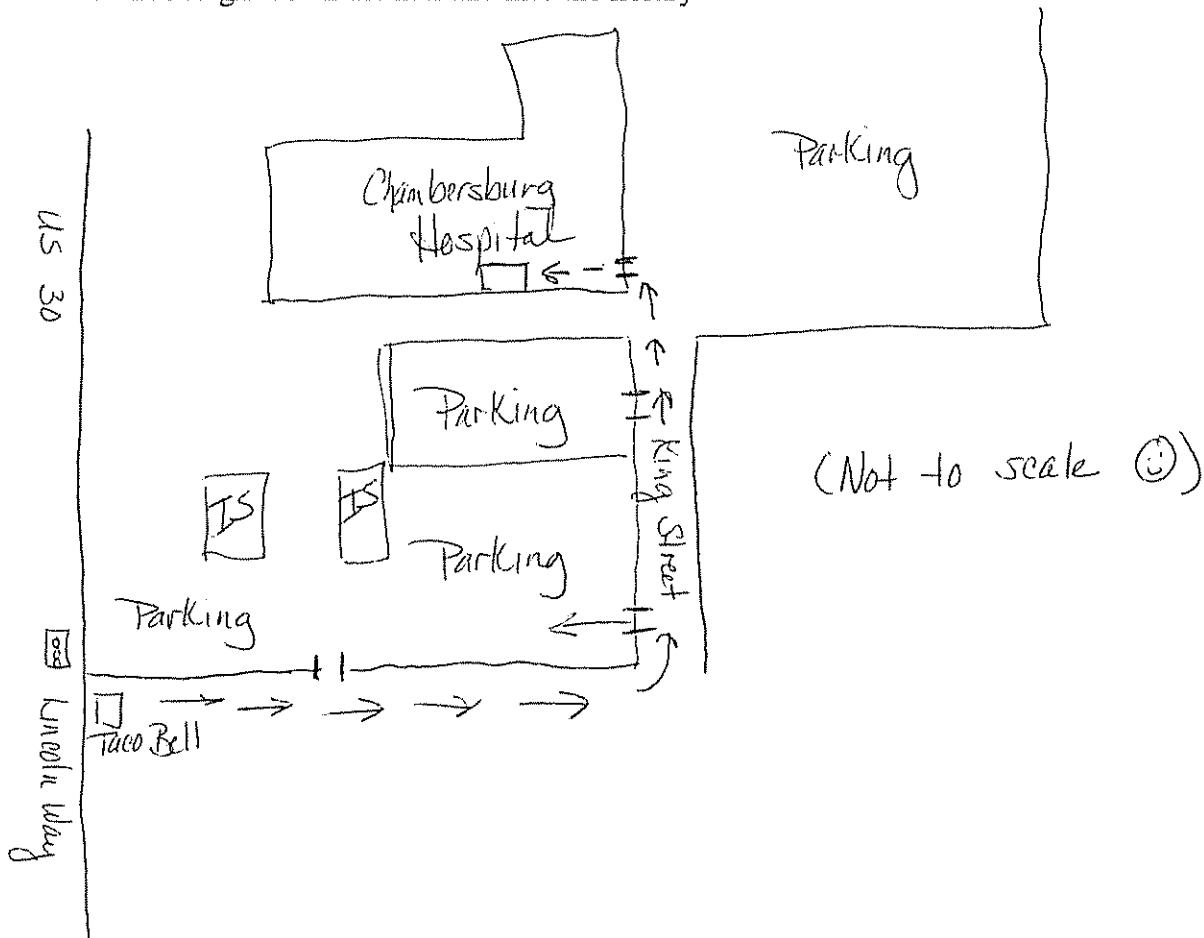 Parking
Chambersburg
Hospital
US 30
Parking
King Street
(Not to scale ☺)
IS
IS
Parking
Parking
Lincoln Way
Taco Bell